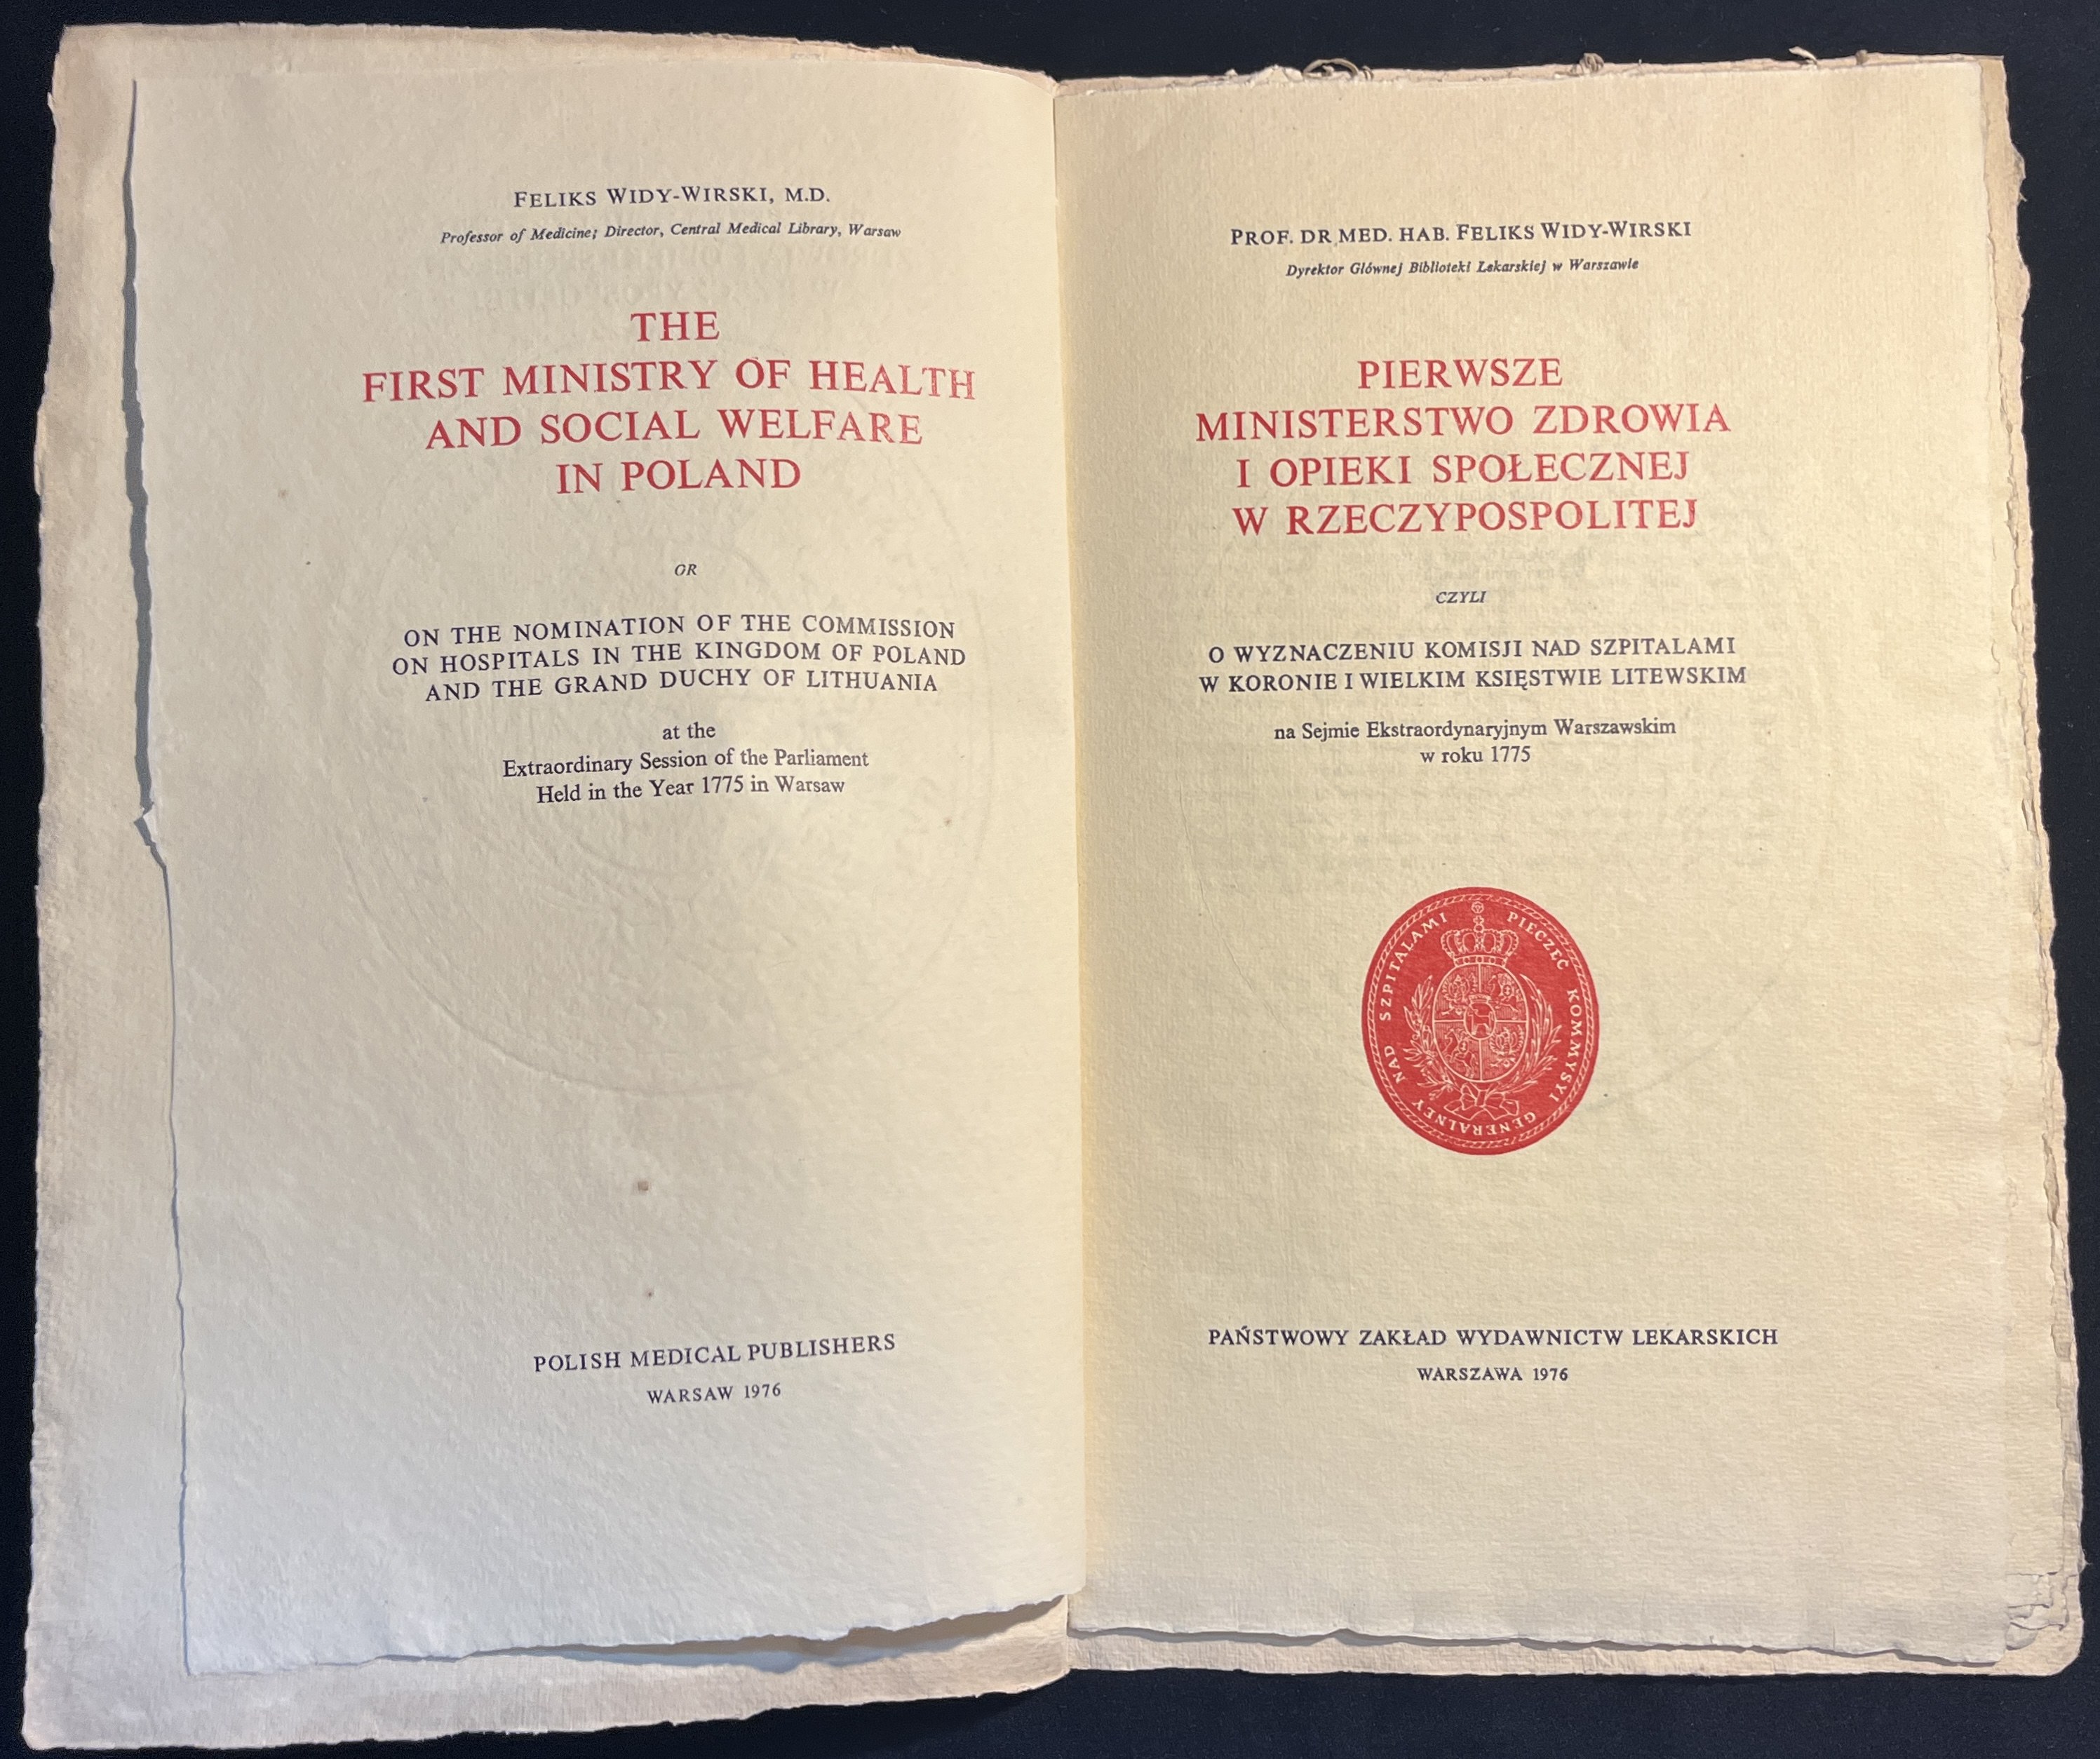 FELIKS WIDY-WIRSKI, M.D.
Professor of Medicine; Director, Central Medical Library, Warsaw
THE
FIRST MINISTRY OF HEALTH
AND SOCIAL WELFARE
IN POLAND
OR
ON THE NOMINATION OF THE COMMISSION
ON HOSPITALS IN THE KINGDOM OF POLAND
AND THE GRAND DUCHY OF LITHUANIA
at the
Extraordinary Session of the Parliament
Held in the Year 1775 in Warsaw
POLISH MEDICAL PUBLISHERS
WARSAW 1976
PROF. DR MED. HAB. FELIKS WIDY-WIRSKI
Dyrektor Głównej Biblioteki Lekarskiej w Warszawie
PIERWSZE
MINISTERSTWO ZDROWIA
I OPIEKI SPOŁECZNEJ
W RZECZYPOSPOLITEJ
CZYLI
O WYZNACZENIU KOMISJI NAD SZPITALAMI
W KORONIE I WIELKIM KSIĘSTWIE LITEWSKIM
na Sejmie Ekstraordynaryjnym Warszawskim
w roku 1775
PIECZĘĆ KOMMYSYI GENERALNEY NAD SZPITALAMI
PAŃSTWOWY ZAKŁAD WYDAWNICTW LEKARSKICH
WARSZAWA 1976